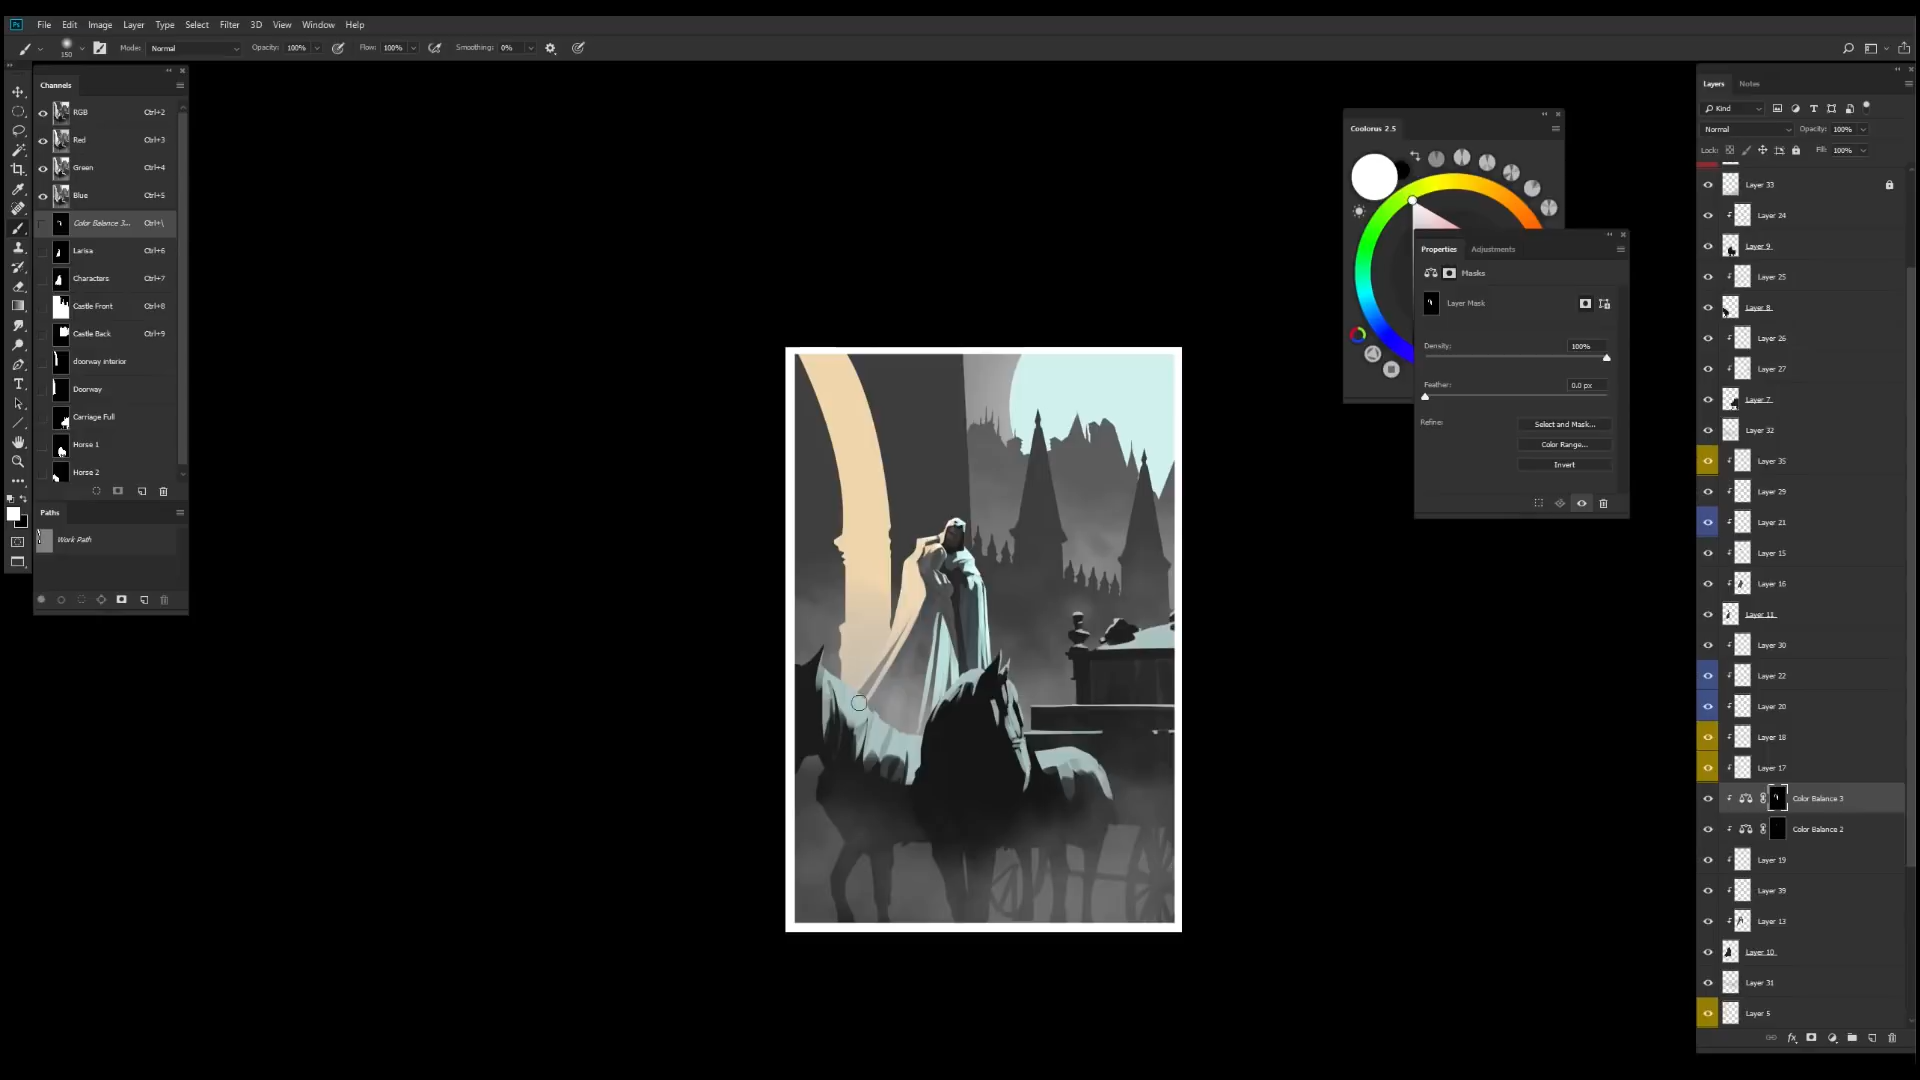 Ps File Edit Image Layer Type Select Filter 3D View Window Help
150 Mode: Normal Opacity: 100% Flow: 100% Smoothing: 0%
Channels
RGB Ctrl+2
Red Ctrl+3
Green Ctrl+4
Blue Ctrl+5
Color Balance 3... Ctrl+\
Larisa Ctrl+6
Characters Ctrl+7
Castle Front Ctrl+8
Castle Back Ctrl+9
doorway interior
Doorway
Carriage Full
Horse 1
Horse 2
Paths
Work Path
Coolorus 2.5
Properties Adjustments
Masks
Layer Mask
Density: 100%
Feather: 0.0 px
Refine: Select and Mask...
Color Range...
Invert
Layers Notes
Kind
Normal Opacity: 100%
Lock: Fill: 100%
Layer 33
Layer 24
Layer 9
Layer 25
Layer 8
Layer 26
Layer 27
Layer 7
Layer 32
Layer 35
Layer 29
Layer 21
Layer 15
Layer 16
Layer 11
Layer 30
Layer 22
Layer 20
Layer 18
Layer 17
Color Balance 3
Color Balance 2
Layer 19
Layer 39
Layer 13
Layer 10
Layer 31
Layer 5
fx